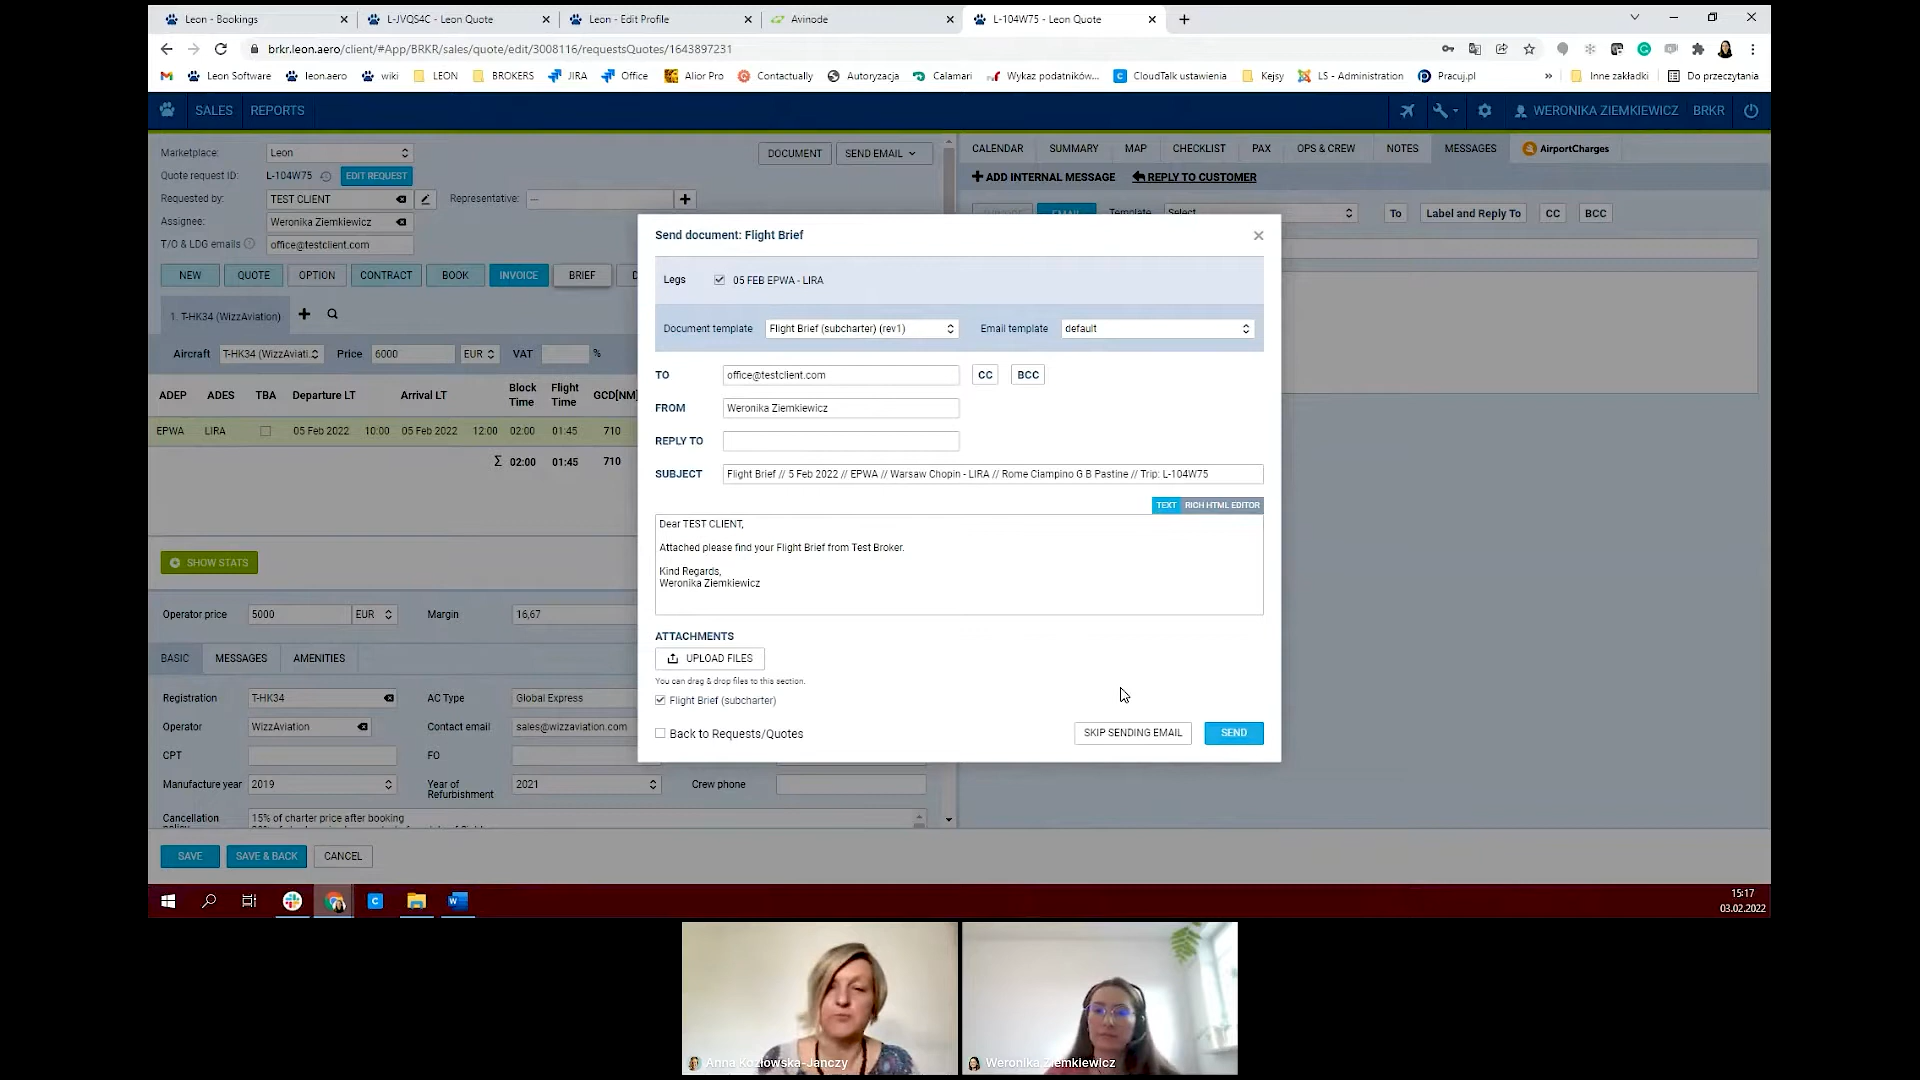 Leon - Bookings
L-JVQS4C - Leon Quote
Leon - Edit Profile
Avinode
L-104W75 - Leon Quote
brkr.leon.aero/client/#App/BRKR/sales/quote/edit/3008116/requestsQuotes/1643897231
Leon Software
leon.aero
wiki
LEON
BROKERS
JIRA
Office
Alior Pro
Contactually
Autoryzacja
Calamari
Wykaz podatników...
CloudTalk ustawienia
Kejsy
LS - Administration
Pracuj.pl
»
Inne zakładki
Do przeczytania
SALES
REPORTS
WERONIKA ZIEMKIEWICZ
BRKR
Marketplace:
Leon
DOCUMENT
SEND EMAIL
Quote request ID:
L-104W75
EDIT REQUEST
Requested by:
TEST CLIENT
Representative:
---
Assignee:
Weronika Ziemkiewicz
T/O & LDG emails
office@testclient.com
NEW
QUOTE
OPTION
CONTRACT
BOOK
INVOICE
BRIEF
1. T-HK34 (WizzAviation)
Aircraft
T-HK34 (WizzAviati.
Price
6000
EUR
VAT
%
ADEP
ADES
TBA
Departure LT
Arrival LT
Block Time
Flight Time
GCD[NM]
EPWA
LIRA
05 Feb 2022
10:00
05 Feb 2022
12:00
02:00
01:45
710
Σ
02:00
01:45
710
SHOW STATS
Operator price
5000
EUR
Margin
16,67
BASIC
MESSAGES
AMENITIES
Registration
T-HK34
AC Type
Global Express
Operator
WizzAviation
Contact email
sales@wizzaviation.com
CPT
FO
Manufacture year
2019
Year of Refurbishment
2021
Crew phone
Cancellation
15% of charter price after booking
SAVE
SAVE & BACK
CANCEL
CALENDAR
SUMMARY
MAP
CHECKLIST
PAX
OPS & CREW
NOTES
MESSAGES
AirportCharges
ADD INTERNAL MESSAGE
REPLY TO CUSTOMER
EMAIL
Template
Select
To
Label and Reply To
CC
BCC
Send document: Flight Brief
Legs
05 FEB EPWA - LIRA
Document template
Flight Brief (subcharter) (rev1)
Email template
default
TO
office@testclient.com
CC
BCC
FROM
Weronika Ziemkiewicz
REPLY TO
SUBJECT
Flight Brief // 5 Feb 2022 // EPWA // Warsaw Chopin - LIRA // Rome Ciampino G B Pastine // Trip: L-104W75
TEXT
RICH HTML EDITOR
Dear TEST CLIENT,
Attached please find your Flight Brief from Test Broker.
Kind Regards,
Weronika Ziemkiewicz
ATTACHMENTS
UPLOAD FILES
You can drag & drop files to this section.
Flight Brief (subcharter)
Back to Requests/Quotes
SKIP SENDING EMAIL
SEND
15:17
03.02.2022
Anna Kozłowska-Janczy
Weronika Ziemkiewicz